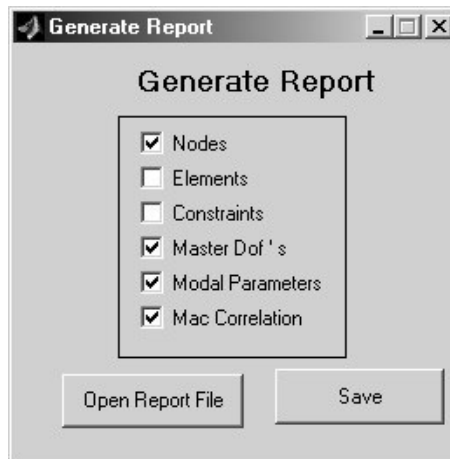 Generate Report
Generate Report
Nodes
Elements
Constraints
Master Dof ' s
Modal Parameters
Mac Correlation
Open Report File
Save